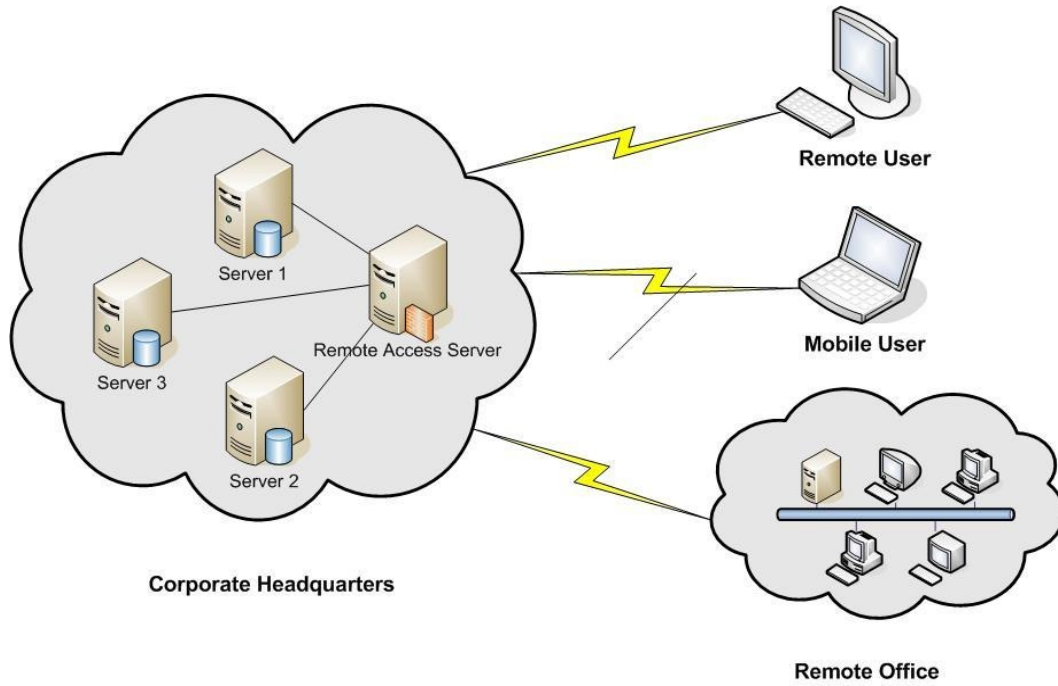 Remote User
Server 1
Remote Access Server
Mobile User
Server 3
Server 2
Corporate Headquarters
Remote Office